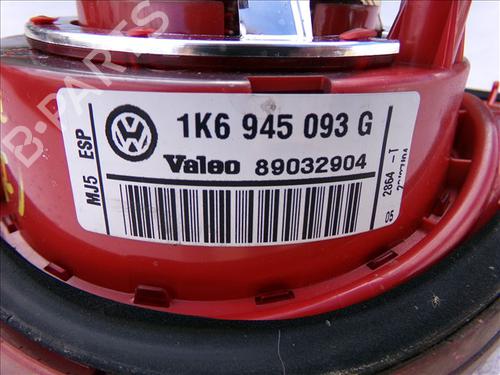 1K6 945 093 G
Valeo 89032904
MJ5 ESP
05 2864 -T
B-PARTS